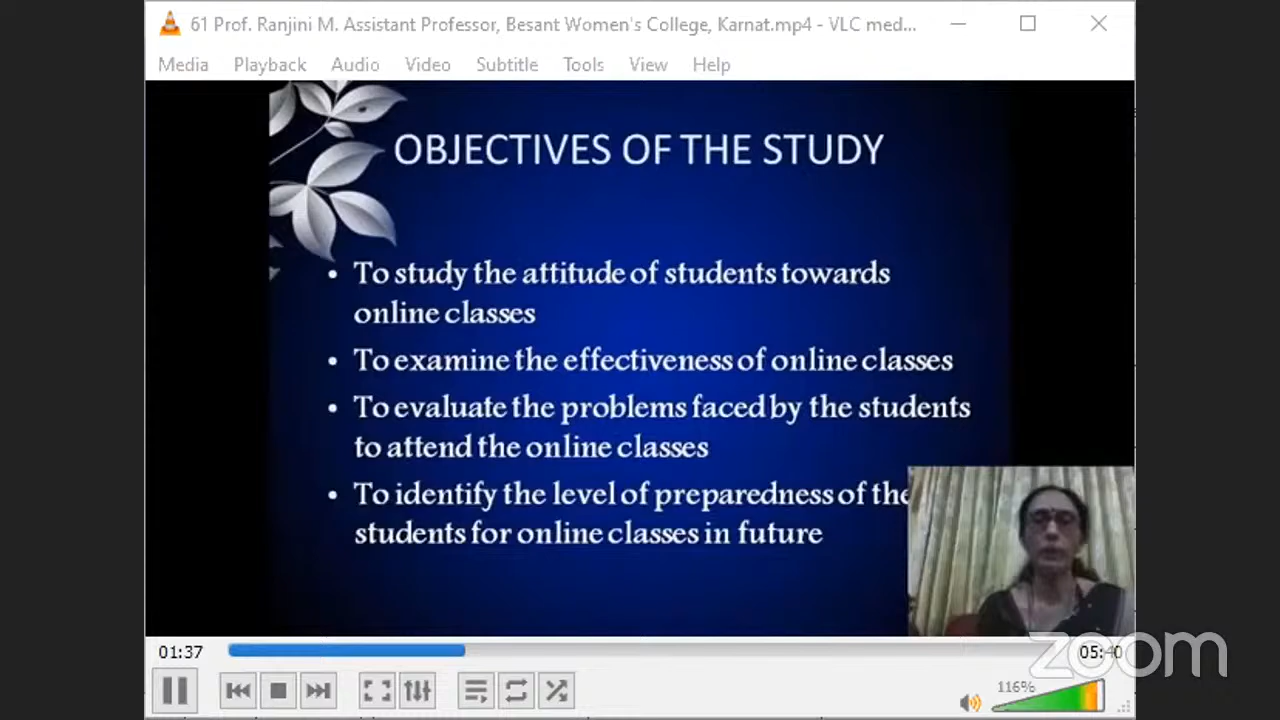 61 Prof. Ranjini M. Assistant Professor, Besant Women's College, Karnat.mp4 - VLC med...
Media Playback Audio Video Subtitle Tools View Help
OBJECTIVES OF THE STUDY
• To study the attitude of students towards
online classes
• To examine the effectiveness of online classes
• To evaluate the problems faced by the students
to attend the online classes
• To identify the level of preparedness of the
students for online classes in future
01:37
05:40
zoom
116%